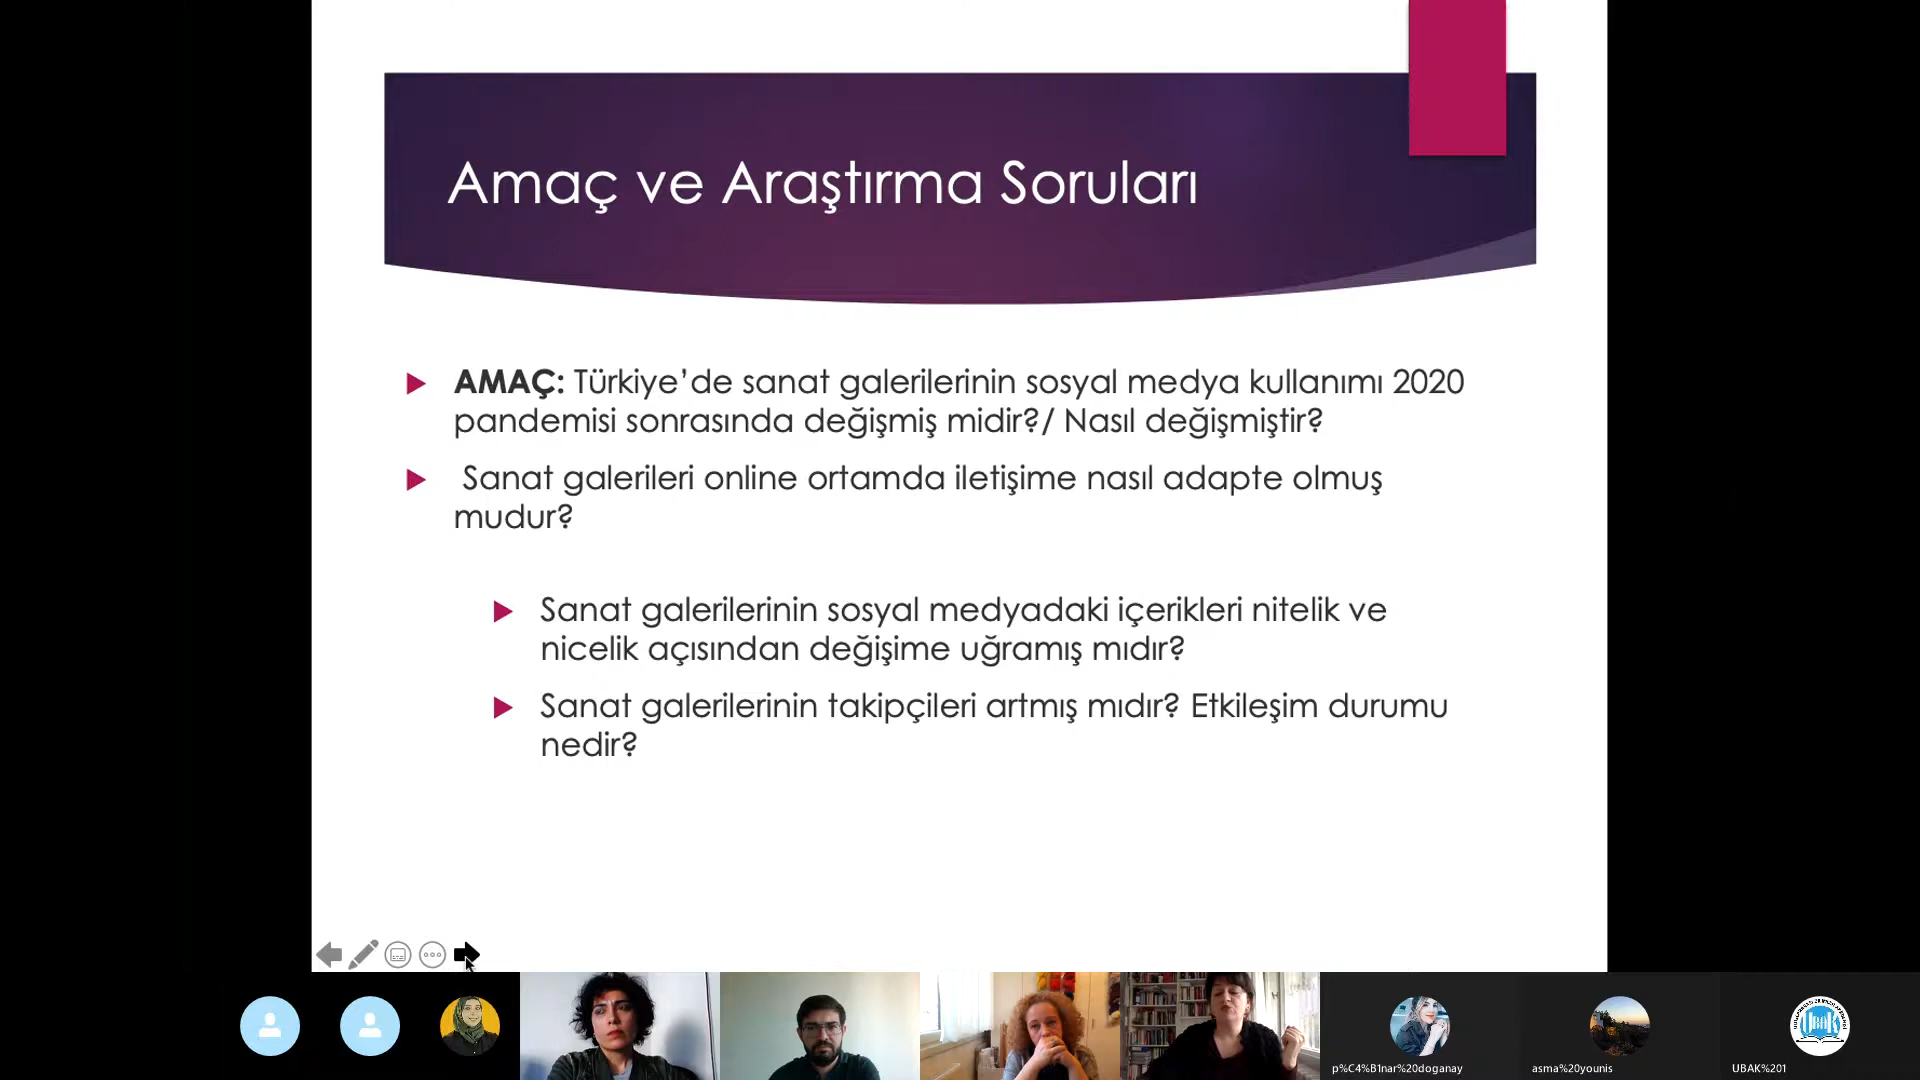 Amaç ve Araştırma Soruları
AMAÇ: Türkiye’de sanat galerilerinin sosyal medya kullanımı 2020
pandemisi sonrasında değişmiş midir?/ Nasıl değişmiştir?
Sanat galerileri online ortamda iletişime nasıl adapte olmuş
mudur?
Sanat galerilerinin sosyal medyadaki içerikleri nitelik ve
nicelik açısından değişime uğramış mıdır?
Sanat galerilerinin takipçileri artmış mıdır? Etkileşim durumu
nedir?
p%C4%B1nar%20doganay
asma%20younis
UBAK
UBAK%201